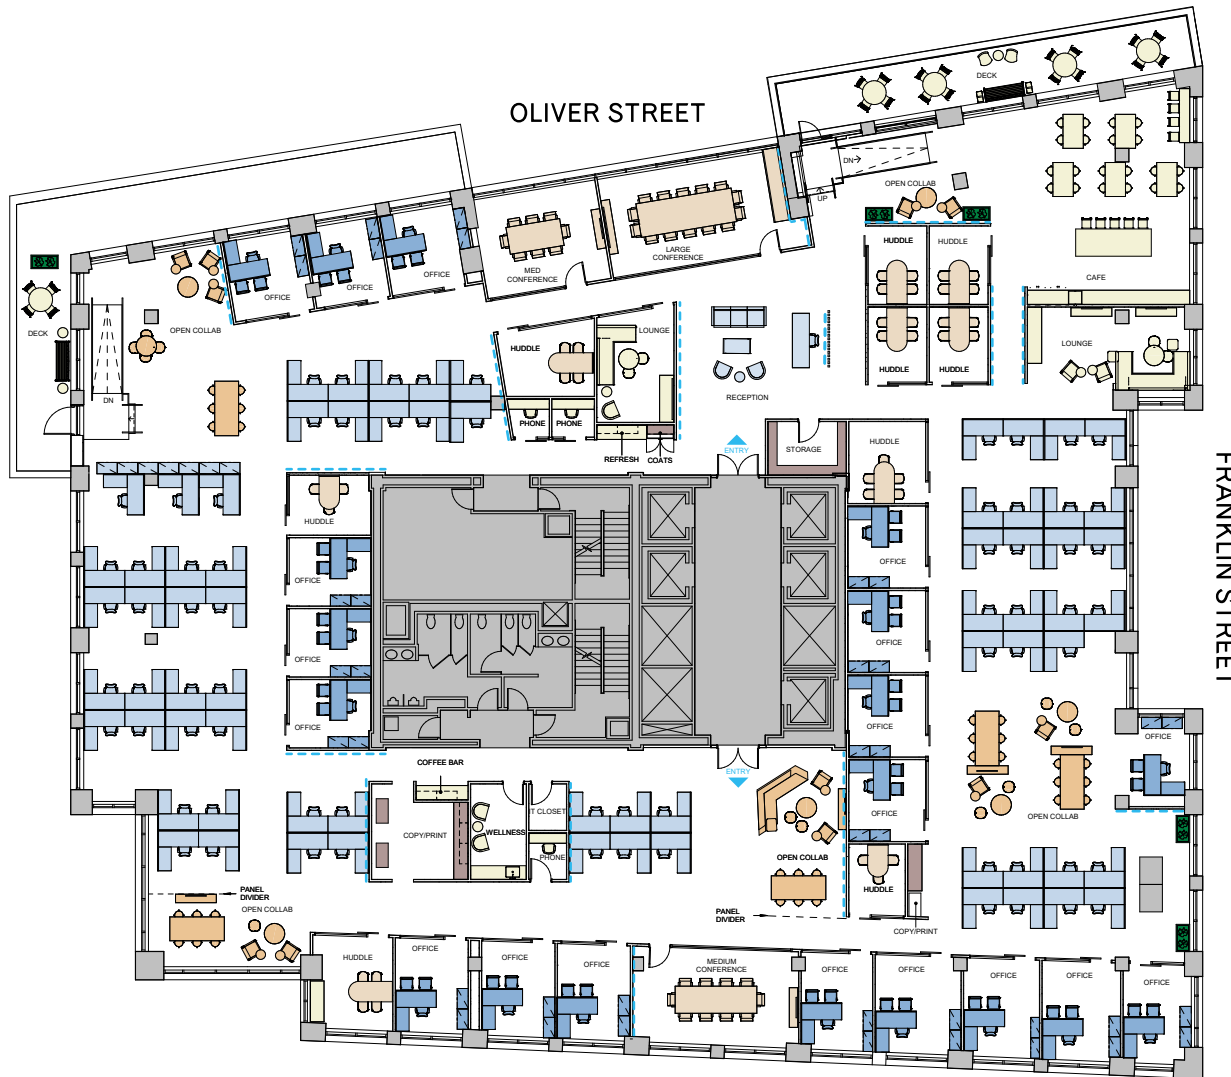 OLIVER STREET
DECK
DN
UP
OPEN COLLAB
LARGE
CONFERENCE
MED
CONFERENCE
HUDDLE
HUDDLE
CAFE
OFFICE
OFFICE
OFFICE
DECK
OPEN COLLAB
DN
HUDDLE
LOUNGE
LOUNGE
HUDDLE
HUDDLE
RECEPTION
PHONE
PHONE
REFRESH
COATS
ENTRY
STORAGE
HUDDLE
FRANKLIN STREET
HUDDLE
OFFICE
OFFICE
OFFICE
OFFICE
OFFICE
OFFICE
OFFICE
OFFICE
COFFEE BAR
ENTRY
COPY/PRINT
WELLNESS
IT CLOSET
PHONE
OFFICE
OPEN COLLAB
OPEN COLLAB
HUDDLE
PANEL
DIVIDER
OPEN COLLAB
PANEL
DIVIDER
COPY/PRINT
HUDDLE
OFFICE
OFFICE
OFFICE
MEDIUM
CONFERENCE
OFFICE
OFFICE
OFFICE
OFFICE
OFFICE